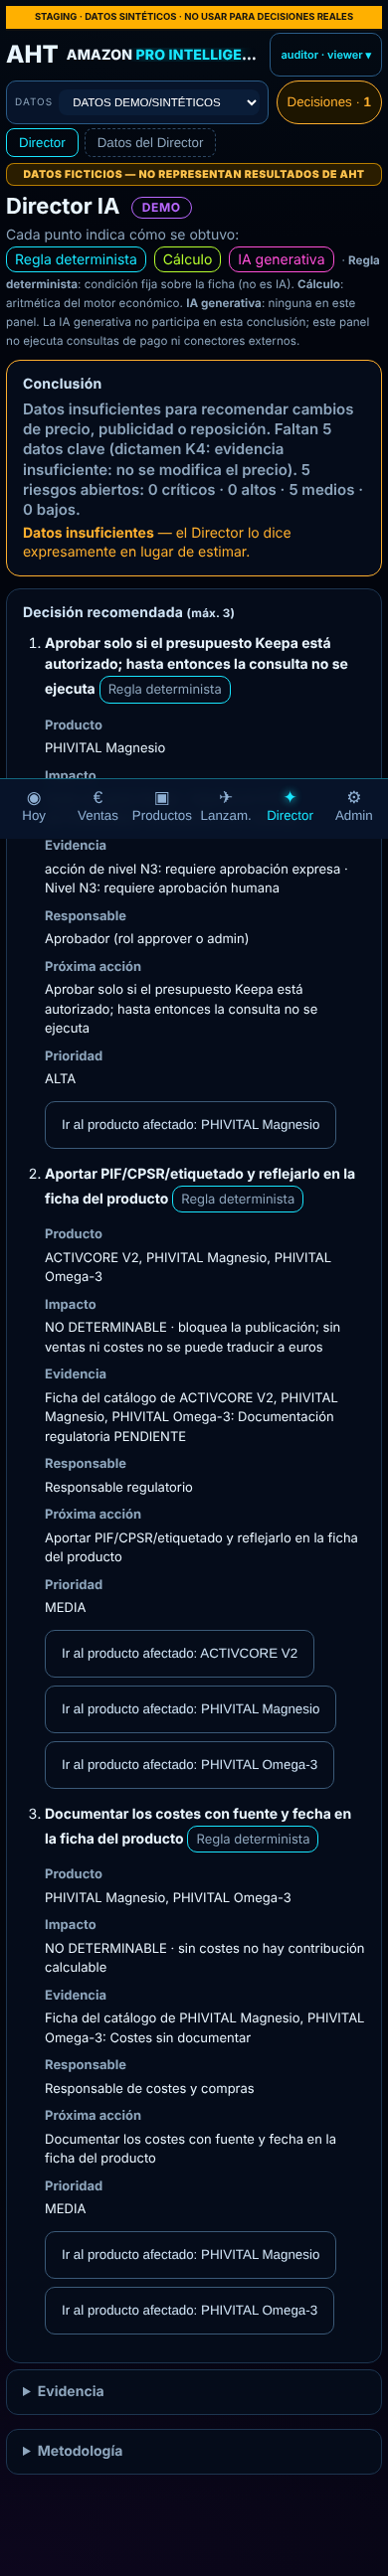 STAGING · DATOS SINTÉTICOS · NO USAR PARA DECISIONES REALES
AHT AMAZON PRO INTELLIGE... auditor · viewer ▾
DATOS DATOS DEMO/SINTÉTICOS Decisiones · 1
Director Datos del Director
DATOS FICTICIOS — NO REPRESENTAN RESULTADOS DE AHT
Director IA DEMO
Cada punto indica cómo se obtuvo:
Regla determinista Cálculo IA generativa · Regla
determinista: condición fija sobre la ficha (no es IA). Cálculo:
aritmética del motor económico. IA generativa: ninguna en este
panel. La IA generativa no participa en esta conclusión; este panel
no ejecuta consultas de pago ni conectores externos.
Conclusión
Datos insuficientes para recomendar cambios
de precio, publicidad o reposición. Faltan 5
datos clave (dictamen K4: evidencia
insuficiente: no se modifica el precio). 5
riesgos abiertos: 0 críticos · 0 altos · 5 medios ·
0 bajos.
Datos insuficientes — el Director lo dice
expresamente en lugar de estimar.
Decisión recomendada (máx. 3)
1. Aprobar solo si el presupuesto Keepa está
autorizado; hasta entonces la consulta no se
ejecuta Regla determinista
Producto
PHIVITAL Magnesio
Impacto
◉ € ▣ ✈ ✦ ⚙
Hoy Ventas Productos Lanzam. Director Admin
Evidencia
acción de nivel N3: requiere aprobación expresa ·
Nivel N3: requiere aprobación humana
Responsable
Aprobador (rol approver o admin)
Próxima acción
Aprobar solo si el presupuesto Keepa está
autorizado; hasta entonces la consulta no se
ejecuta
Prioridad
ALTA
Ir al producto afectado: PHIVITAL Magnesio
2. Aportar PIF/CPSR/etiquetado y reflejarlo en la
ficha del producto Regla determinista
Producto
ACTIVCORE V2, PHIVITAL Magnesio, PHIVITAL
Omega-3
Impacto
NO DETERMINABLE · bloquea la publicación; sin
ventas ni costes no se puede traducir a euros
Evidencia
Ficha del catálogo de ACTIVCORE V2, PHIVITAL
Magnesio, PHIVITAL Omega-3: Documentación
regulatoria PENDIENTE
Responsable
Responsable regulatorio
Próxima acción
Aportar PIF/CPSR/etiquetado y reflejarlo en la ficha
del producto
Prioridad
MEDIA
Ir al producto afectado: ACTIVCORE V2
Ir al producto afectado: PHIVITAL Magnesio
Ir al producto afectado: PHIVITAL Omega-3
3. Documentar los costes con fuente y fecha en
la ficha del producto Regla determinista
Producto
PHIVITAL Magnesio, PHIVITAL Omega-3
Impacto
NO DETERMINABLE · sin costes no hay contribución
calculable
Evidencia
Ficha del catálogo de PHIVITAL Magnesio, PHIVITAL
Omega-3: Costes sin documentar
Responsable
Responsable de costes y compras
Próxima acción
Documentar los costes con fuente y fecha en la
ficha del producto
Prioridad
MEDIA
Ir al producto afectado: PHIVITAL Magnesio
Ir al producto afectado: PHIVITAL Omega-3
▶ Evidencia
▶ Metodología